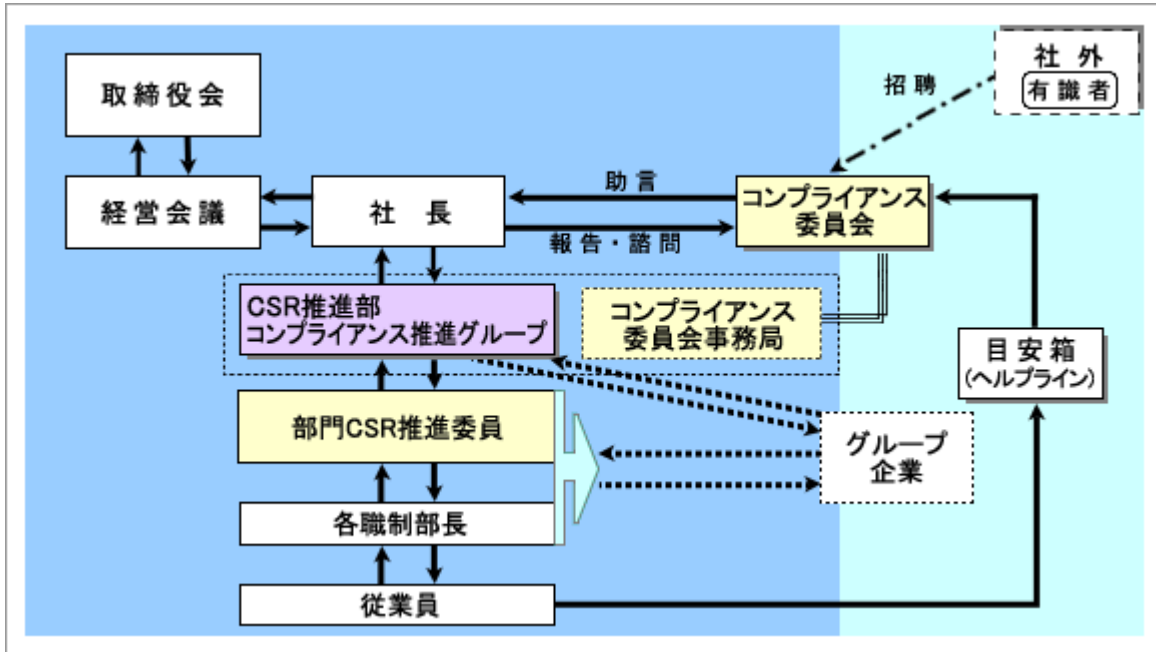 社外
有識者
招聘
取締役会
経営会議
社長
助言
報告・諮問
コンプライアンス
委員会
CSR推進部
コンプライアンス推進グループ
コンプライアンス
委員会事務局
目安箱
(ヘルプライン)
部門CSR推進委員
グループ
企業
各職制部長
従業員